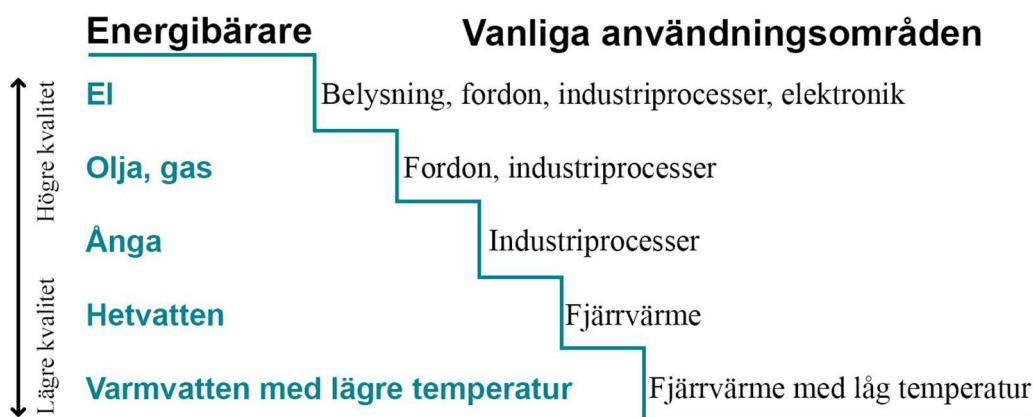 Energibärare
Vanliga användningsområden
Högre kvalitet
El
Belysning, fordon, industriprocesser, elektronik
Olja, gas
Fordon, industriprocesser
Ånga
Industriprocesser
Lägre kvalitet
Hetvatten
Fjärrvärme
Varmvatten med lägre temperatur
Fjärrvärme med låg temperatur